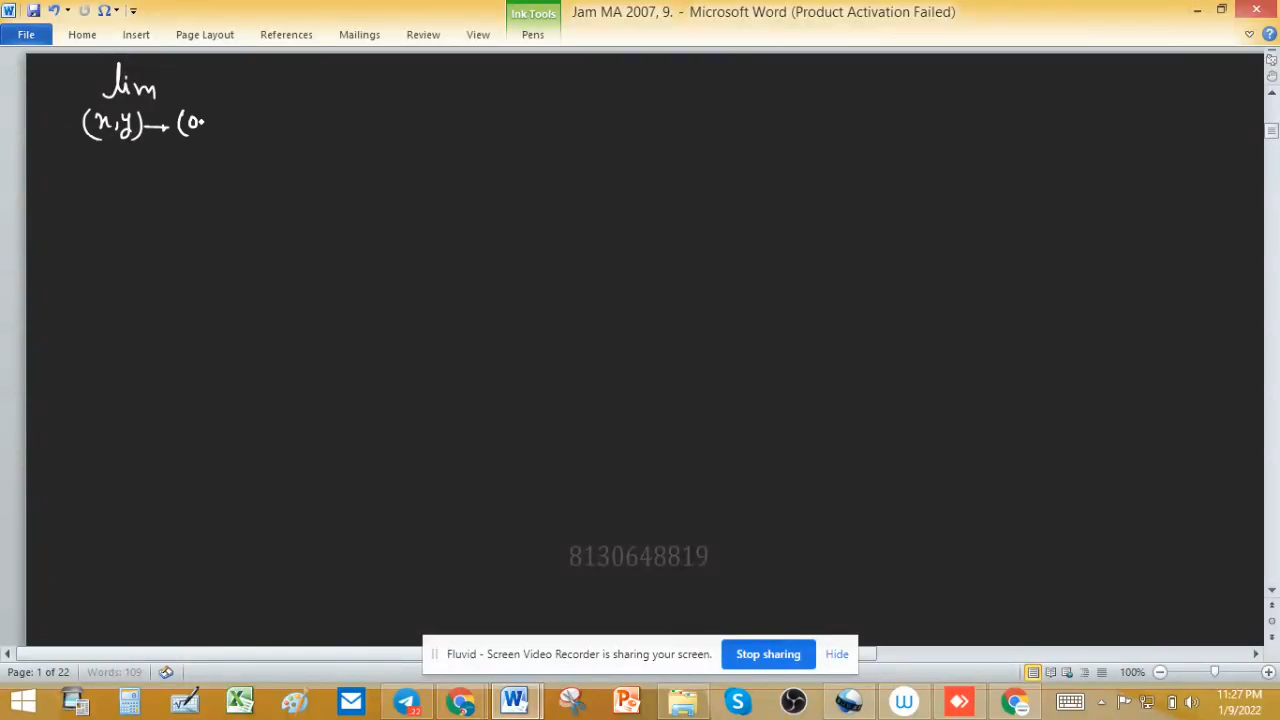 Ink Tools
Jam MA 2007, 9. - Microsoft Word (Product Activation Failed)
File Home Insert Page Layout References Mailings Review View Pens
lim
(x,y)→(0,
8130648819
Fluvid - Screen Video Recorder is sharing your screen. Stop sharing Hide
Page: 1 of 22 Words: 109 100%
22
11:27 PM
1/9/2022